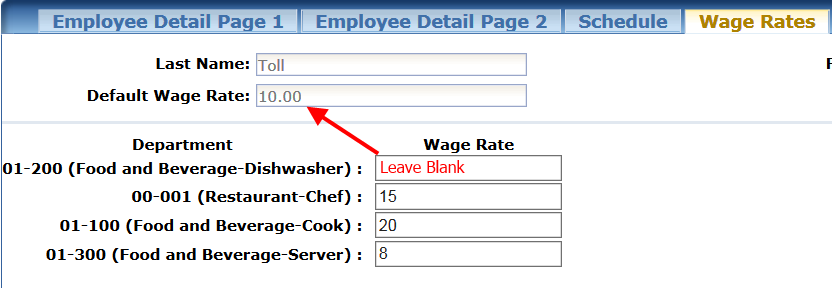 Employee Detail Page 1 Employee Detail Page 2 Schedule Wage Rates
Last Name: Toll F
Default Wage Rate: 10.00
Department Wage Rate
01-200 (Food and Beverage-Dishwasher) : Leave Blank
00-001 (Restaurant-Chef) : 15
01-100 (Food and Beverage-Cook) : 20
01-300 (Food and Beverage-Server) : 8